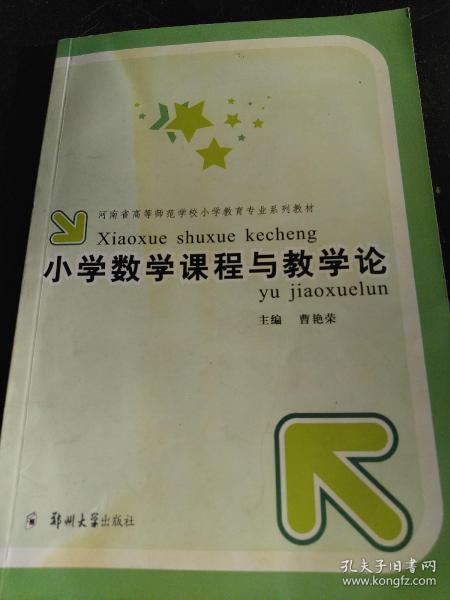 河南省高等师范学校小学教育专业系列教材
Xiaoxue shuxue kecheng
小学数学课程与教学论
yu jiaoxuelun
主编 曹艳荣
郑州大学出版社
孔夫子旧书网
www.kongfz.com